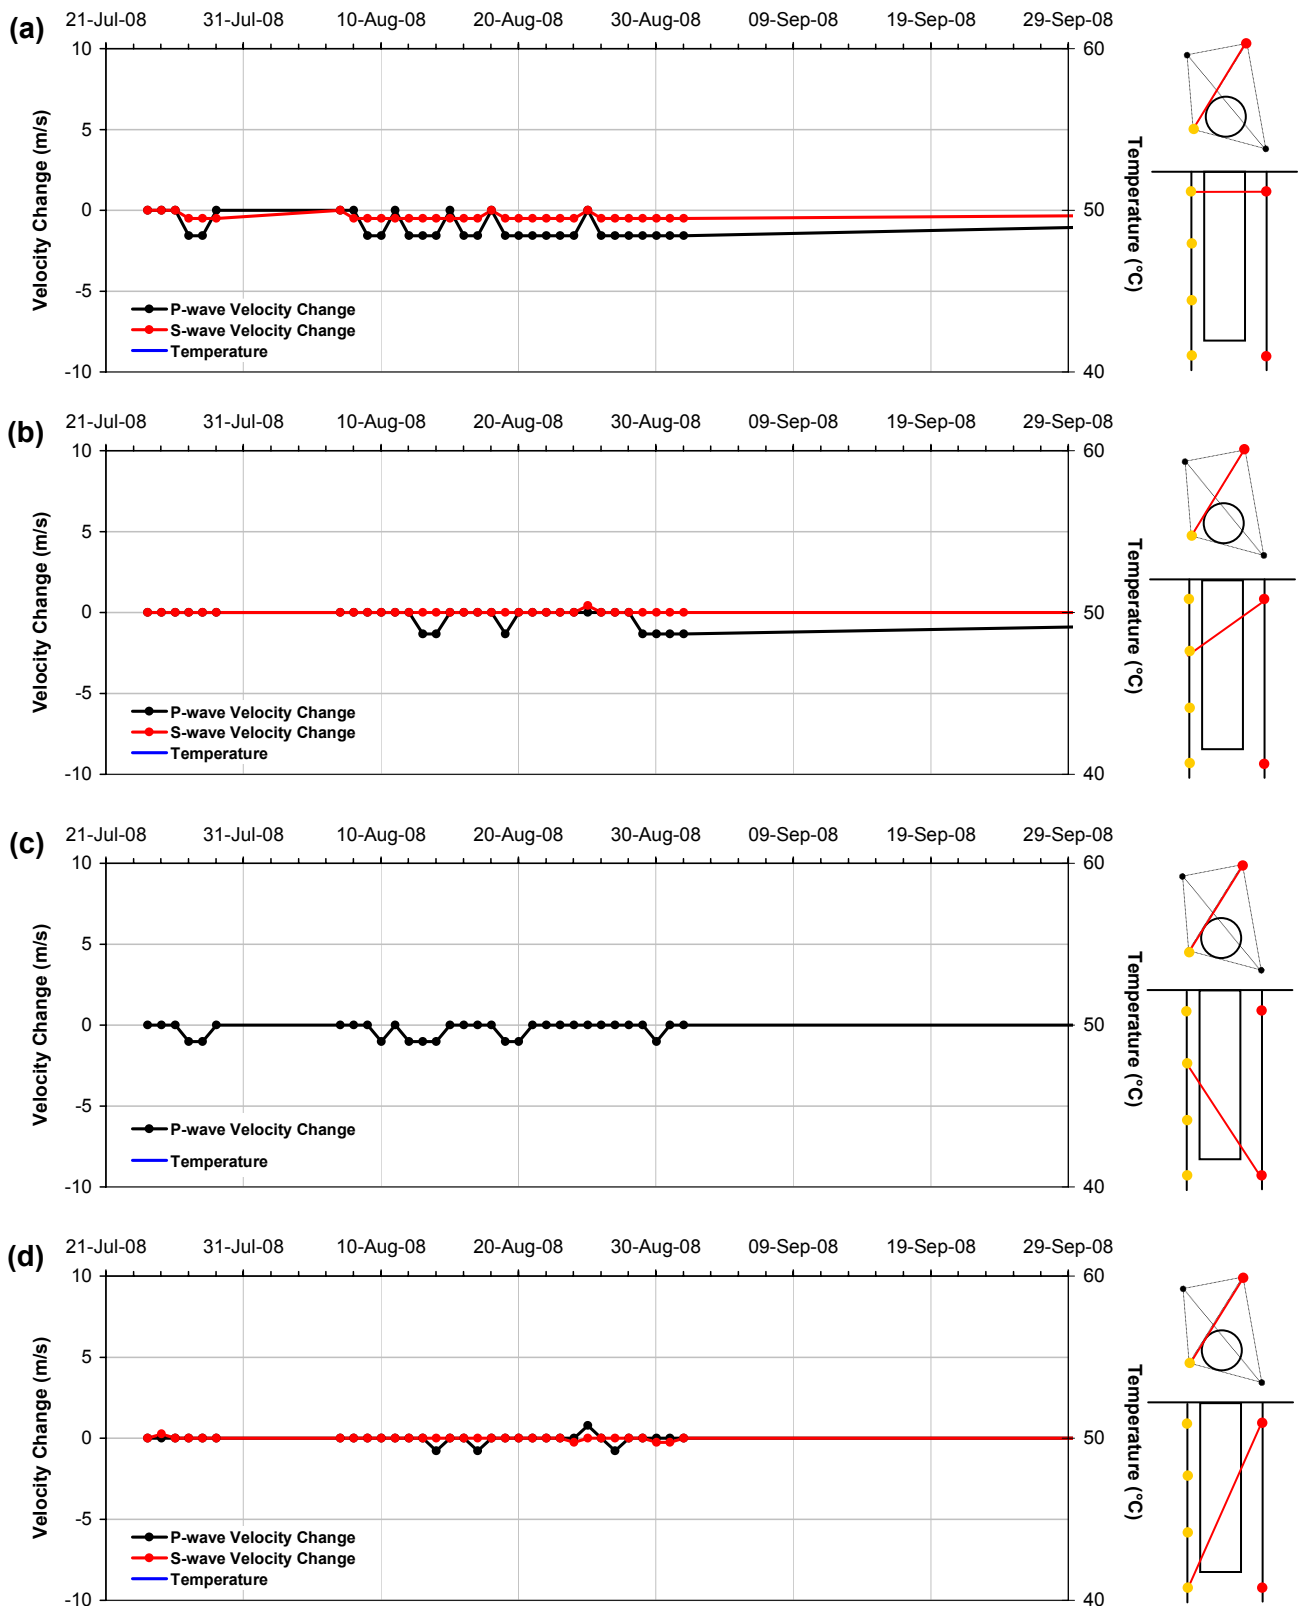 (a)
21-Jul-08 31-Jul-08 10-Aug-08 20-Aug-08 30-Aug-08 09-Sep-08 19-Sep-08 29-Sep-08
10
5
0
-5
-10
Velocity Change (m/s)
P-wave Velocity Change
S-wave Velocity Change
Temperature
60
50
40
Temperature (°C)
(b)
21-Jul-08 31-Jul-08 10-Aug-08 20-Aug-08 30-Aug-08 09-Sep-08 19-Sep-08 29-Sep-08
10
5
0
-5
-10
Velocity Change (m/s)
P-wave Velocity Change
S-wave Velocity Change
Temperature
60
50
40
Temperature (°C)
(c)
21-Jul-08 31-Jul-08 10-Aug-08 20-Aug-08 30-Aug-08 09-Sep-08 19-Sep-08 29-Sep-08
10
5
0
-5
-10
Velocity Change (m/s)
P-wave Velocity Change
Temperature
60
50
40
Temperature (°C)
(d)
21-Jul-08 31-Jul-08 10-Aug-08 20-Aug-08 30-Aug-08 09-Sep-08 19-Sep-08 29-Sep-08
10
5
0
-5
-10
Velocity Change (m/s)
P-wave Velocity Change
S-wave Velocity Change
Temperature
60
50
40
Temperature (°C)